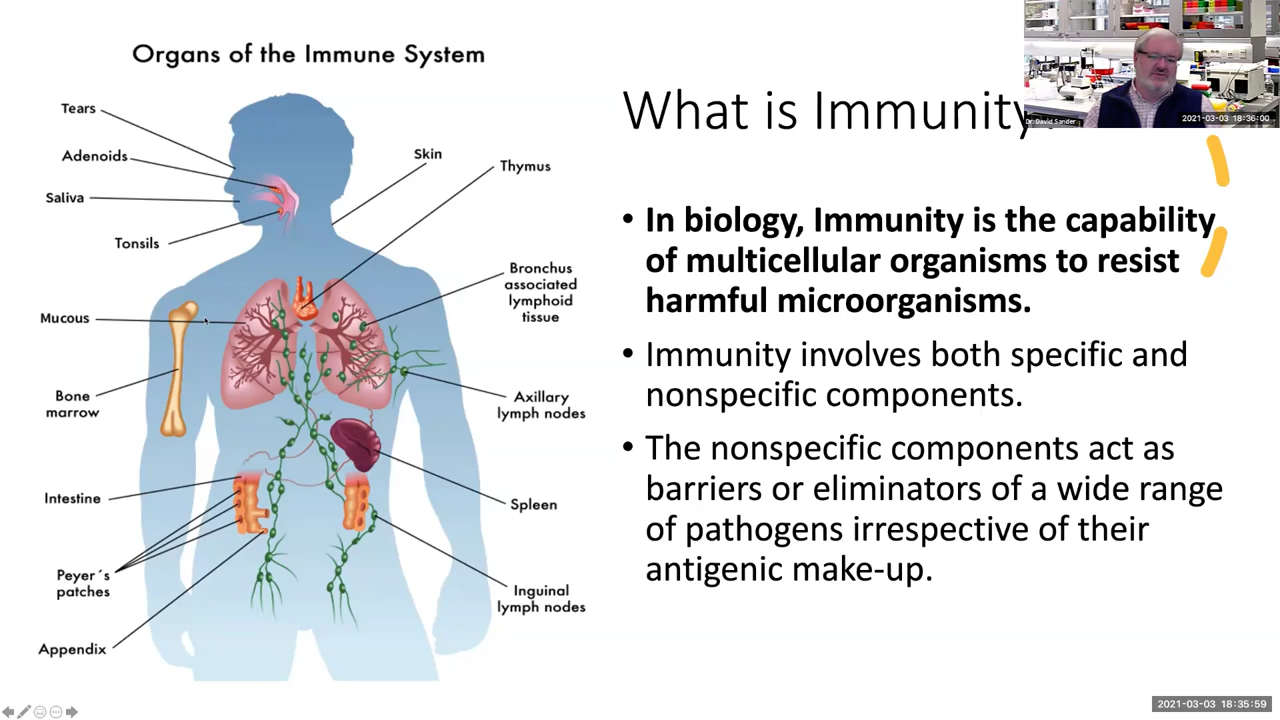 Organs of the Immune System
Tears
Adenoids
Saliva
Tonsils
Mucous
Bone
marrow
Intestine
Peyer´s
patches
Appendix
Skin
Thymus
Bronchus
associated
lymphoid
tissue
Axillary
lymph nodes
Spleen
Inguinal
lymph nodes
What is Immunity
• In biology, Immunity is the capability
of multicellular organisms to resist
harmful microorganisms.
• Immunity involves both specific and
nonspecific components.
• The nonspecific components act as
barriers or eliminators of a wide range
of pathogens irrespective of their
antigenic make-up.
Dr. David Sander
2021-03-03 18:36:00
2021-03-03 18:35:59